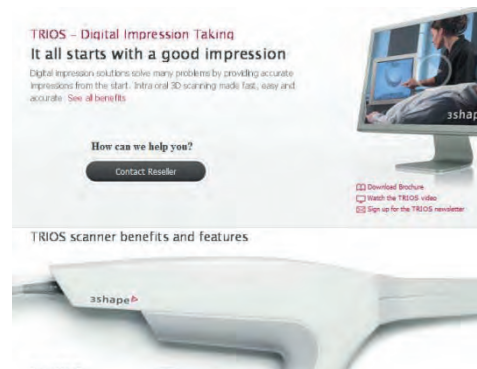 TRIOS – Digital Impression Taking
It all starts with a good impression
Digital impression solutions solve many problems by providing accurate
impressions from the start. Intra oral 3D scanning made fast, easy and
accurate. See all benefits
How can we help you?
Contact Reseller
3shap
Download Brochure
Watch the TRIOS video
Sign up for the TRIOS newsletter
TRIOS scanner benefits and features
3shape